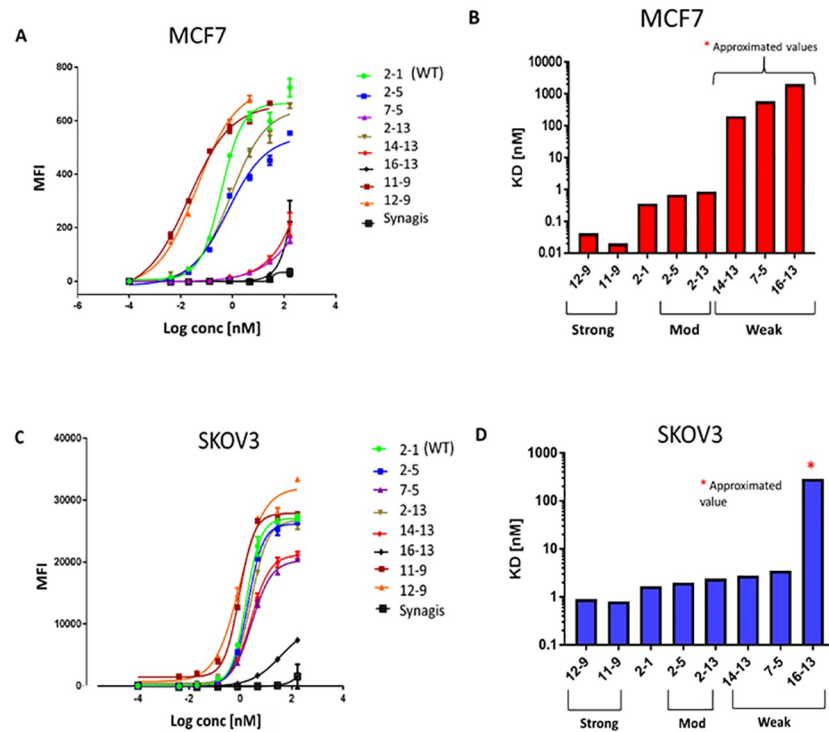 A
MCF7
800
600
400
200
0
MFI
-6
-4
-2
0
2
4
Log conc [nM]
2-1 (WT)
2-5
7-5
2-13
14-13
16-13
11-9
12-9
Synagis
B
MCF7
* Approximated values
10000
1000
100
10
1
0.1
0.01
KD [nM]
12-9
11-9
2-1
2-5
2-13
14-13
7-5
16-13
Strong
Mod
Weak
C
SKOV3
40000
30000
20000
10000
0
MFI
-6
-4
-2
0
2
4
Log conc [nM]
2-1 (WT)
2-5
7-5
2-13
14-13
16-13
11-9
12-9
Synagis
D
SKOV3
* Approximated
value
*
1000
100
10
1
0.1
KD [nM]
12-9
11-9
2-1
2-5
2-13
14-13
7-5
16-13
Strong
Mod
Weak